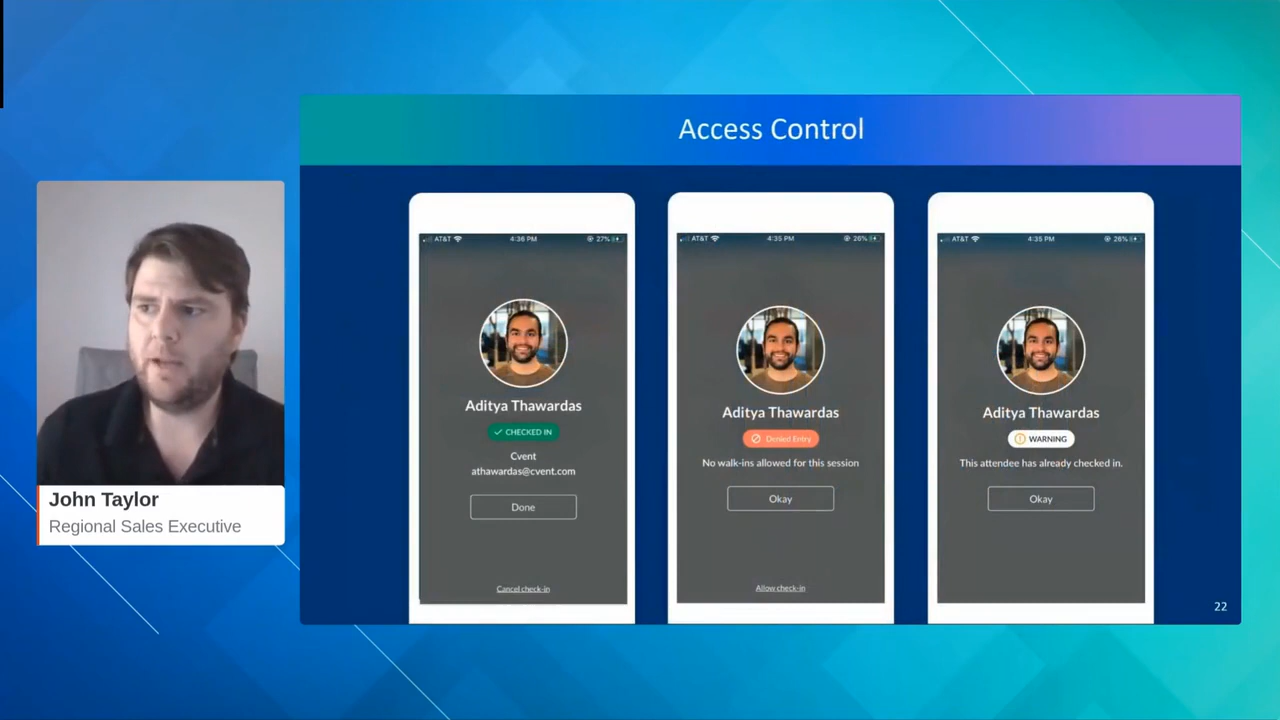 Access Control
AT&T 4:36 PM 27%
Aditya Thawardas
CHECKED IN
Cvent
athawardas@cvent.com
Done
Cancel check-in
AT&T 4:35 PM 26%
Aditya Thawardas
Denied Entry
No walk-ins allowed for this session
Okay
Allow check-in
AT&T 4:35 PM 26%
Aditya Thawardas
WARNING
This attendee has already checked in.
Okay
22
John Taylor
Regional Sales Executive